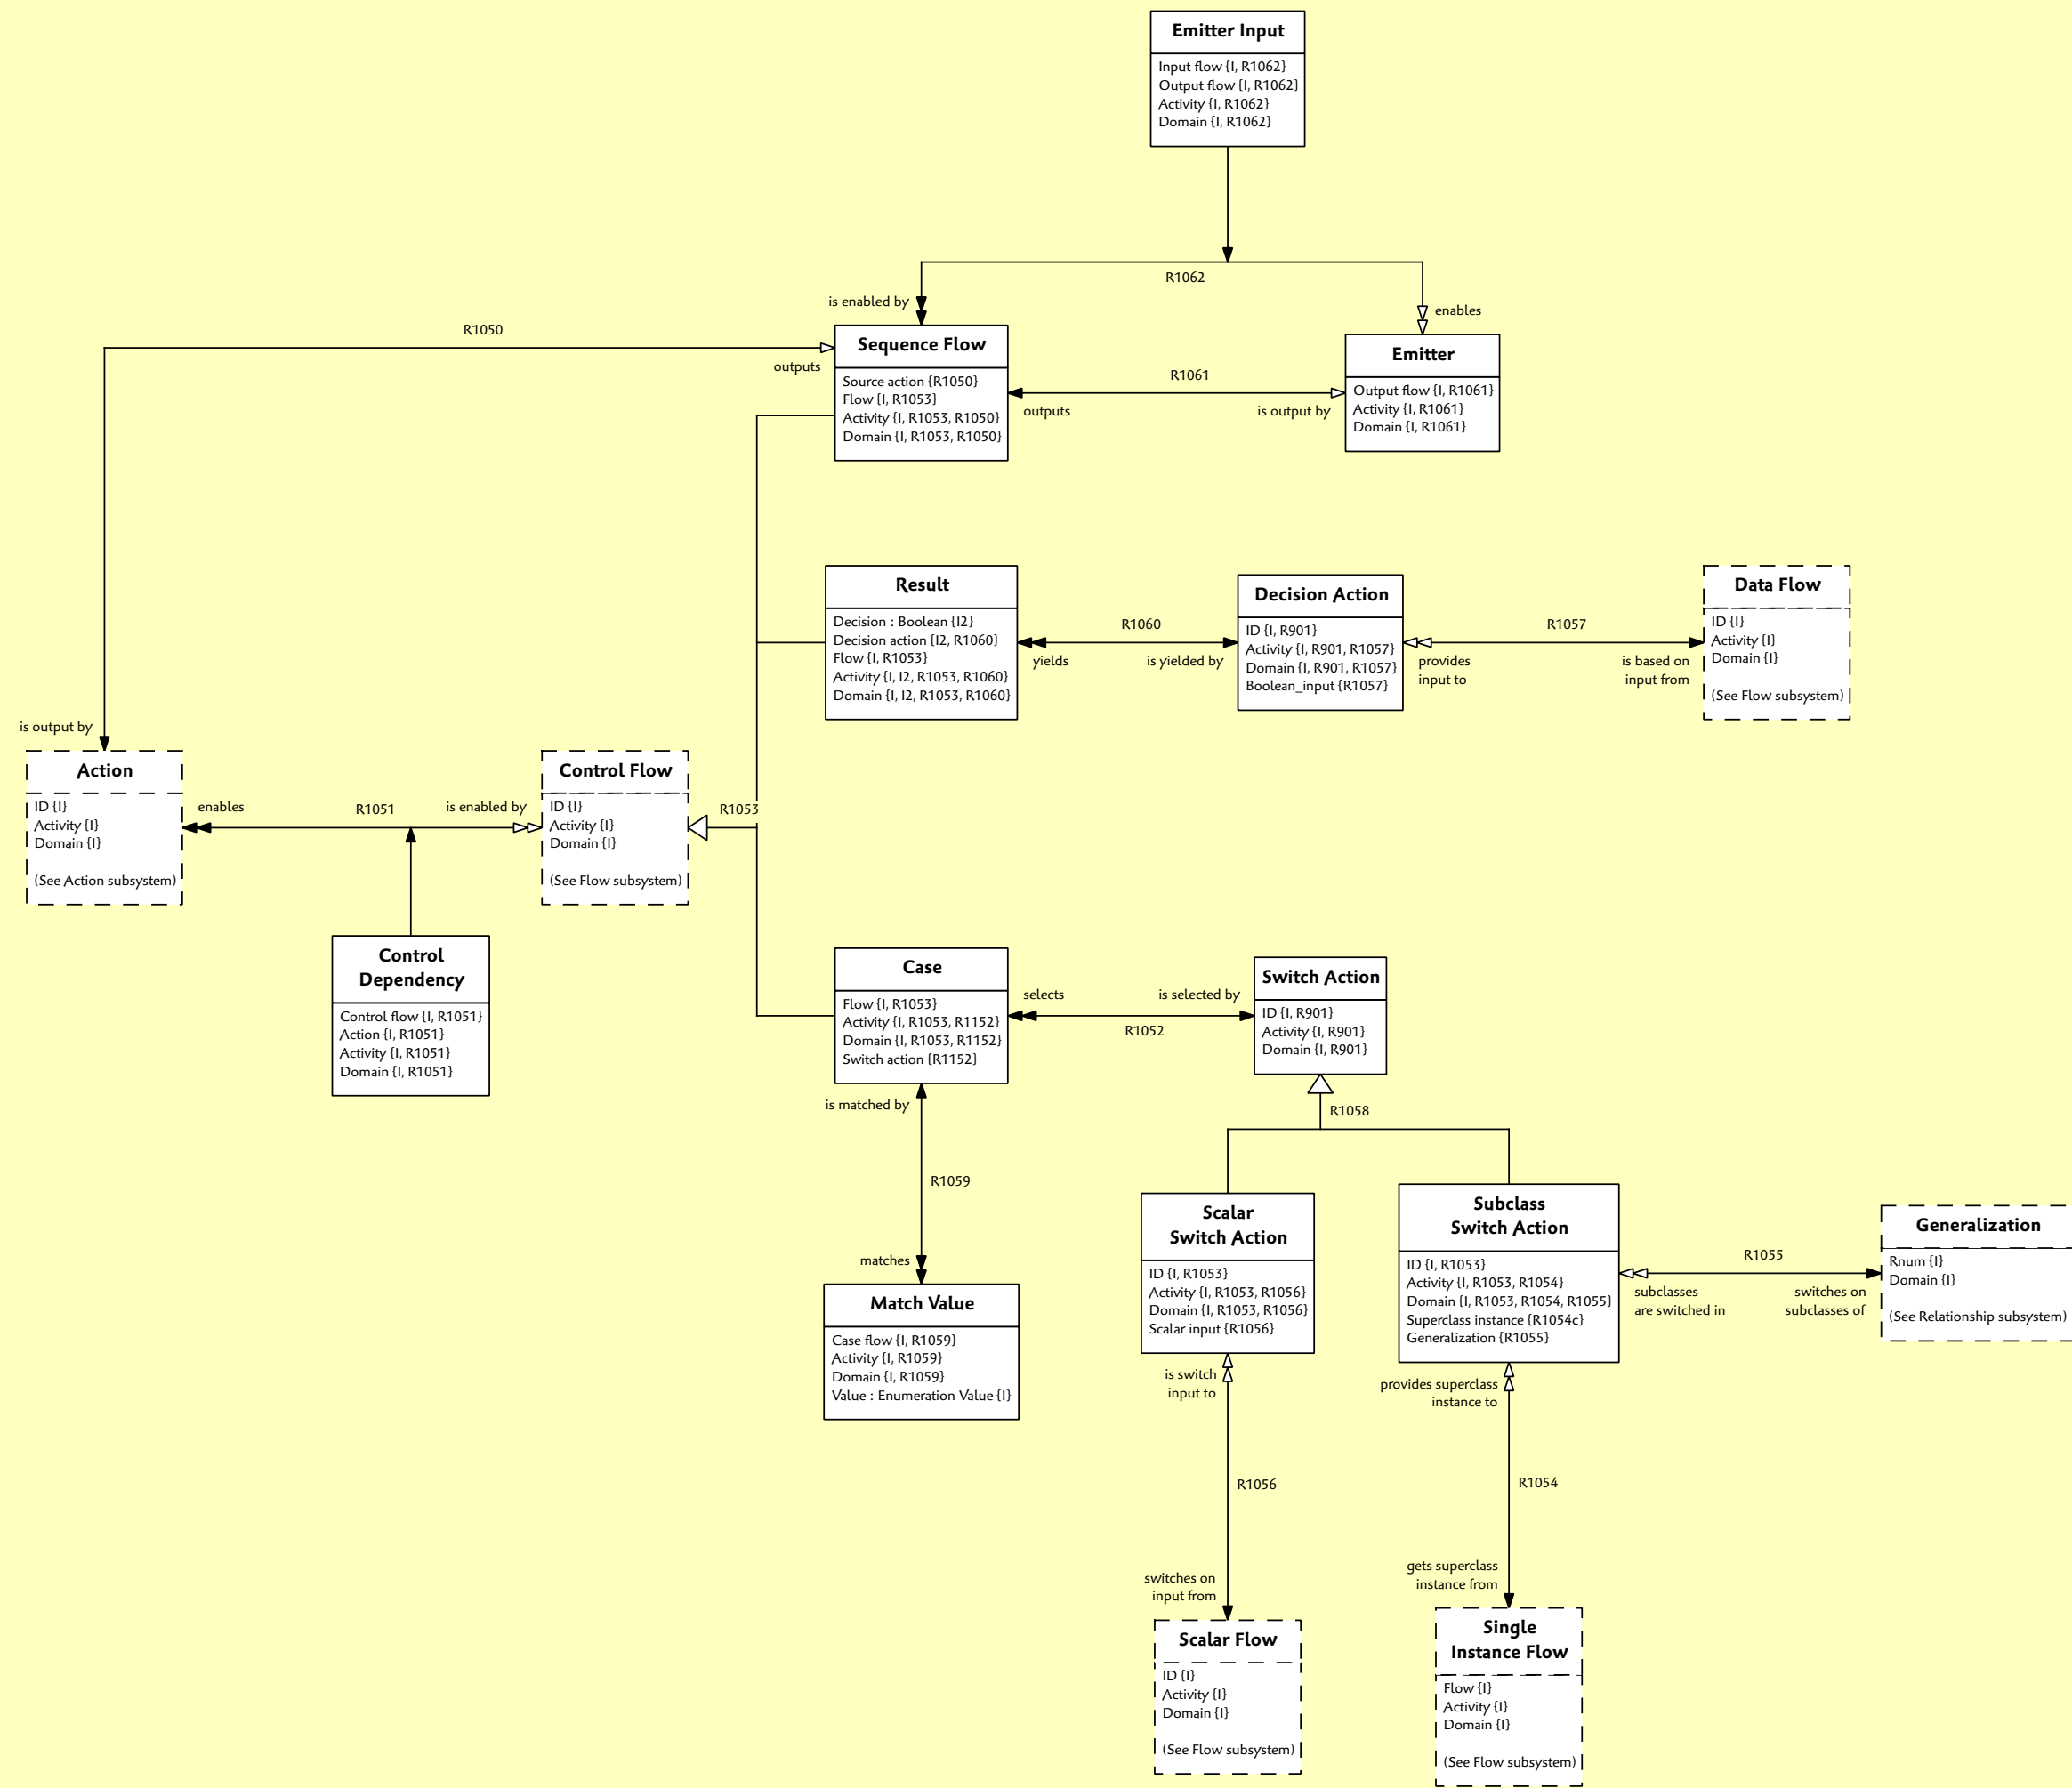 Emitter Input
Input flow {I, R1062}
Output flow {I, R1062}
Activity {I, R1062}
Domain {I, R1062}
R1062
is enabled by
enables
R1050
outputs
is output by
Sequence Flow
Source action {R1050}
Flow {I, R1053}
Activity {I, R1053, R1050}
Domain {I, R1053, R1050}
R1061
outputs
is output by
Emitter
Output flow {I, R1061}
Activity {I, R1061}
Domain {I, R1061}
Result
Decision : Boolean {I2}
Decision action {I2, R1060}
Flow {I, R1053}
Activity {I, I2, R1053, R1060}
Domain {I, I2, R1053, R1060}
R1060
yields
is yielded by
Decision Action
ID {I, R901}
Activity {I, R901, R1057}
Domain {I, R901, R1057}
Boolean_input {R1057}
R1057
provides
input to
is based on
input from
Data Flow
ID {I}
Activity {I}
Domain {I}
(See Flow subsystem)
Action
ID {I}
Activity {I}
Domain {I}
(See Action subsystem)
enables
R1051
is enabled by
Control Flow
ID {I}
Activity {I}
Domain {I}
(See Flow subsystem)
R1053
Control
Dependency
Control flow {I, R1051}
Action {I, R1051}
Activity {I, R1051}
Domain {I, R1051}
Case
Flow {I, R1053}
Activity {I, R1053, R1152}
Domain {I, R1053, R1152}
Switch action {R1152}
selects
is selected by
R1052
Switch Action
ID {I, R901}
Activity {I, R901}
Domain {I, R901}
R1058
is matched by
R1059
matches
Match Value
Case flow {I, R1059}
Activity {I, R1059}
Domain {I, R1059}
Value : Enumeration Value {I}
Scalar
Switch Action
ID {I, R1053}
Activity {I, R1053, R1056}
Domain {I, R1053, R1056}
Scalar input {R1056}
Subclass
Switch Action
ID {I, R1053}
Activity {I, R1053, R1054}
Domain {I, R1053, R1054, R1055}
Superclass instance {R1054c}
Generalization {R1055}
R1055
subclasses
are switched in
switches on
subclasses of
Generalization
Rnum {I}
Domain {I}
(See Relationship subsystem)
is switch
input to
R1056
switches on
input from
provides superclass
instance to
R1054
gets superclass
instance from
Scalar Flow
ID {I}
Activity {I}
Domain {I}
(See Flow subsystem)
Single
Instance Flow
Flow {I}
Activity {I}
Domain {I}
(See Flow subsystem)